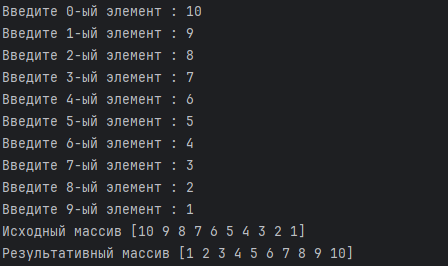 Введите 0-ый элемент : 10
Введите 1-ый элемент : 9
Введите 2-ый элемент : 8
Введите 3-ый элемент : 7
Введите 4-ый элемент : 6
Введите 5-ый элемент : 5
Введите 6-ый элемент : 4
Введите 7-ый элемент : 3
Введите 8-ый элемент : 2
Введите 9-ый элемент : 1
Исходный массив [10 9 8 7 6 5 4 3 2 1]
Результативный массив [1 2 3 4 5 6 7 8 9 10]